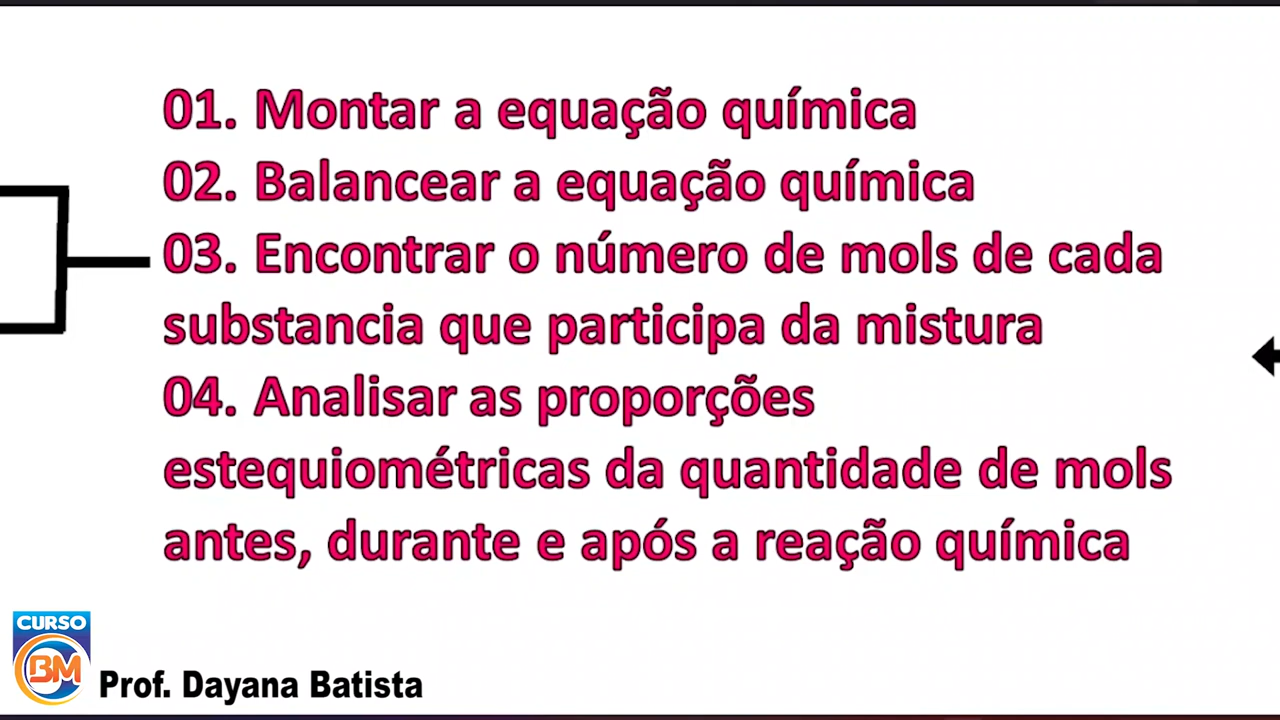 01. Montar a equação química
02. Balancear a equação química
03. Encontrar o número de mols de cada
substancia que participa da mistura
04. Analisar as proporções
estequiométricas da quantidade de mols
antes, durante e após a reação química
CURSO
BM
Prof. Dayana Batista